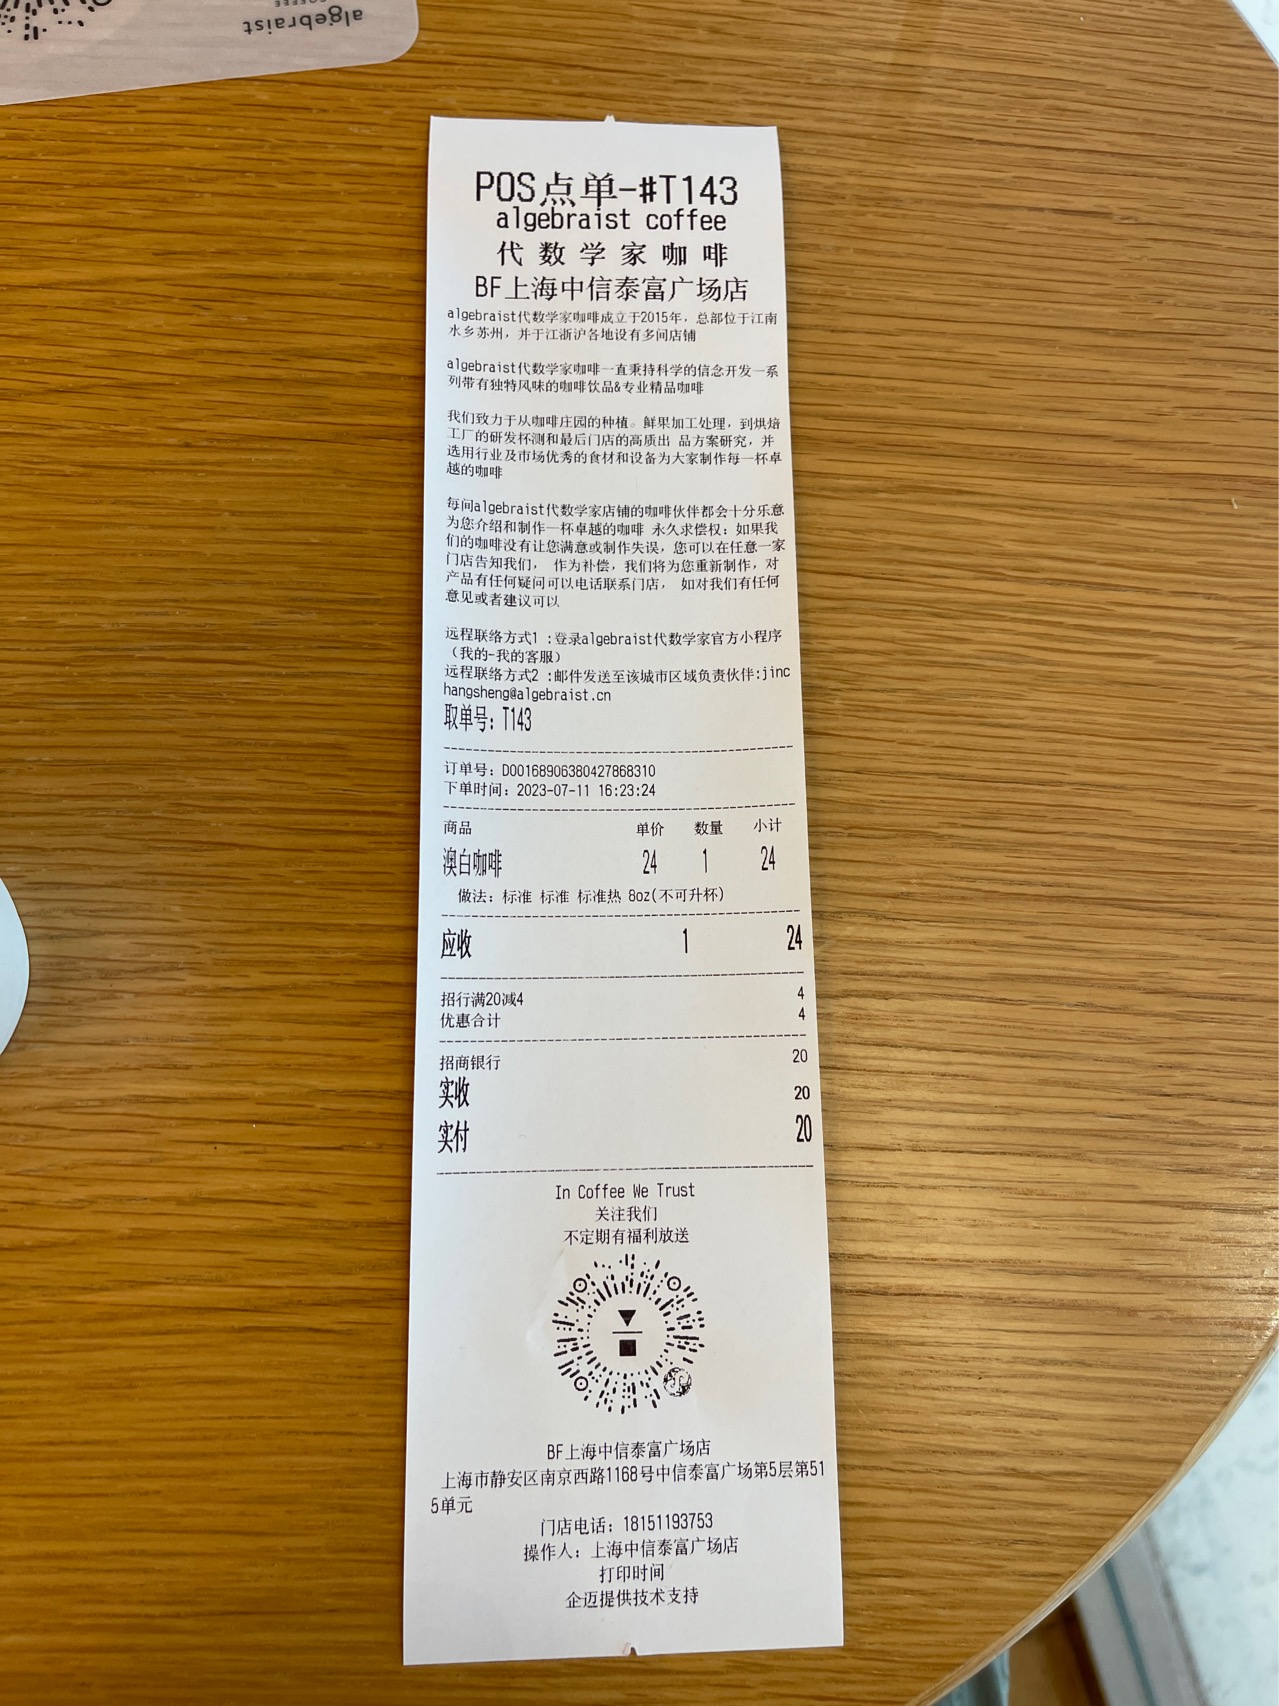 algebraist
COFFEE
POS点单-#T143
algebraist coffee
代数学家咖啡
BF上海中信泰富广场店
algebraist代数学家咖啡成立于2015年，总部位于江南
水乡苏州，并于江浙沪各地设有多间店铺
algebraist代数学家咖啡一直秉持科学的信念开发一系
列带有独特风味的咖啡饮品&专业精品咖啡
我们致力于从咖啡庄园的种植。鲜果加工处理，到烘焙
工厂的研发杯测和最后门店的高质出 品方案研究，并
选用行业及市场优秀的食材和设备为大家制作每一杯卓
越的咖啡
每间algebraist代数学家店铺的咖啡伙伴都会十分乐意
为您介绍和制作一杯卓越的咖啡 永久求偿权：如果我
们的咖啡没有让您满意或制作失误，您可以在任意一家
门店告知我们， 作为补偿，我们将为您重新制作，对
产品有任何疑问可以电话联系门店， 如对我们有任何
意见或者建议可以
远程联络方式1 :登录algebraist代数学家官方小程序
（我的-我的客服）
远程联络方式2 :邮件发送至该城市区域负责伙伴:jinc
hangsheng@algebraist.cn
取单号：T143
订单号：D00168906380427868310
下单时间：2023-07-11 16:23:24
商品 单价 数量 小计
澳白咖啡 24 1 24
做法：标准 标准 标准热 8oz(不可升杯)
应收 1 24
招行满20减4 4
优惠合计 4
招商银行 20
实收 20
实付 20
In Coffee We Trust
关注我们
不定期有福利放送
BF上海中信泰富广场店
上海市静安区南京西路1168号中信泰富广场第5层第51
5单元
门店电话：18151193753
操作人：上海中信泰富广场店
打印时间
企迈提供技术支持